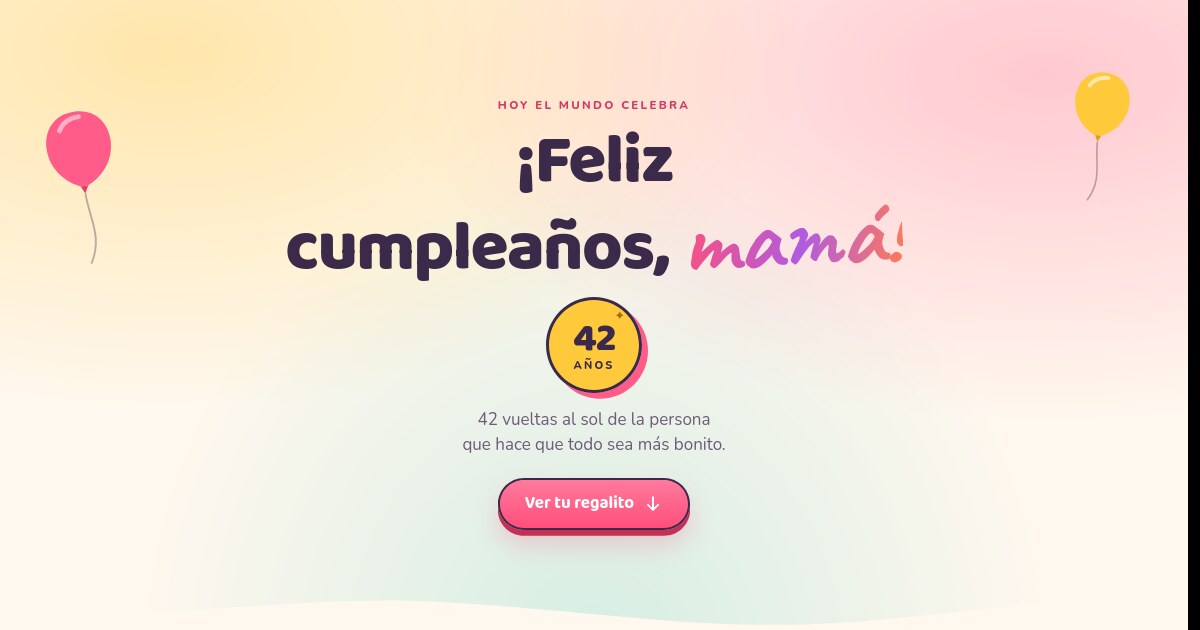 HOY EL MUNDO CELEBRA
¡Feliz
cumpleaños, mamá!
42
AÑOS
42 vueltas al sol de la persona
que hace que todo sea más bonito.
Ver tu regalito ↓